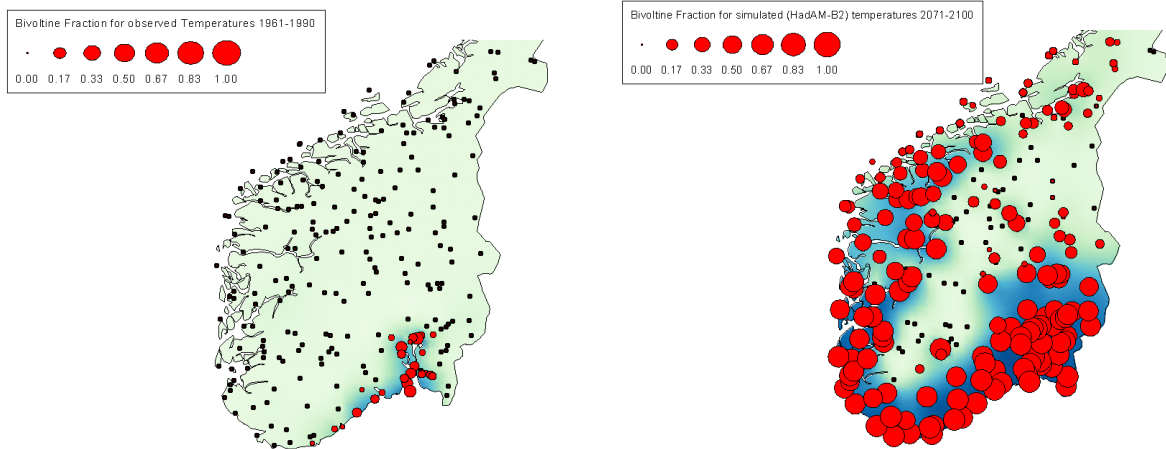 Bivoltine Fraction for observed Temperatures 1961-1990
0.00 0.17 0.33 0.50 0.67 0.83 1.00
Bivoltine Fraction for simulated (HadAM-B2) temperatures 2071-2100
0.00 0.17 0.33 0.50 0.67 0.83 1.00